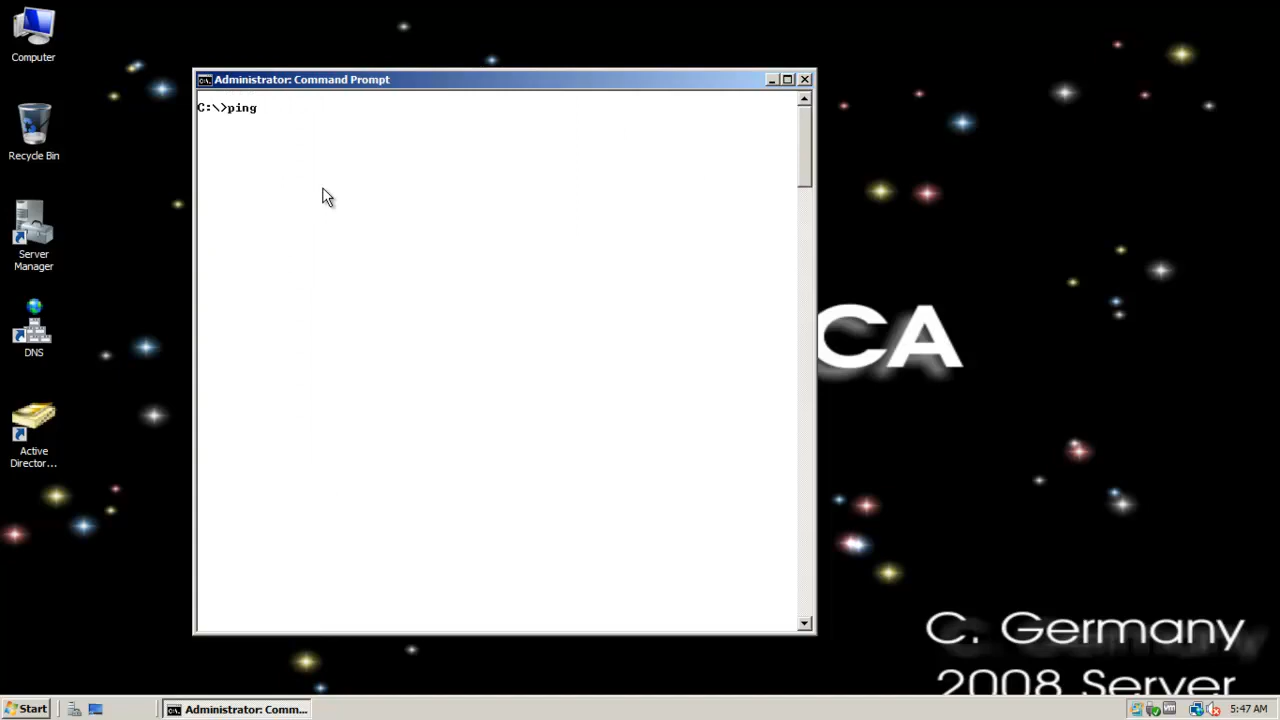 Computer
Recycle Bin
Server
Manager
DNS
Active
Director...
Administrator: Command Prompt
C:\>ping
CA
C. Germany
2008 Server
Start
Administrator: Comm...
5:47 AM